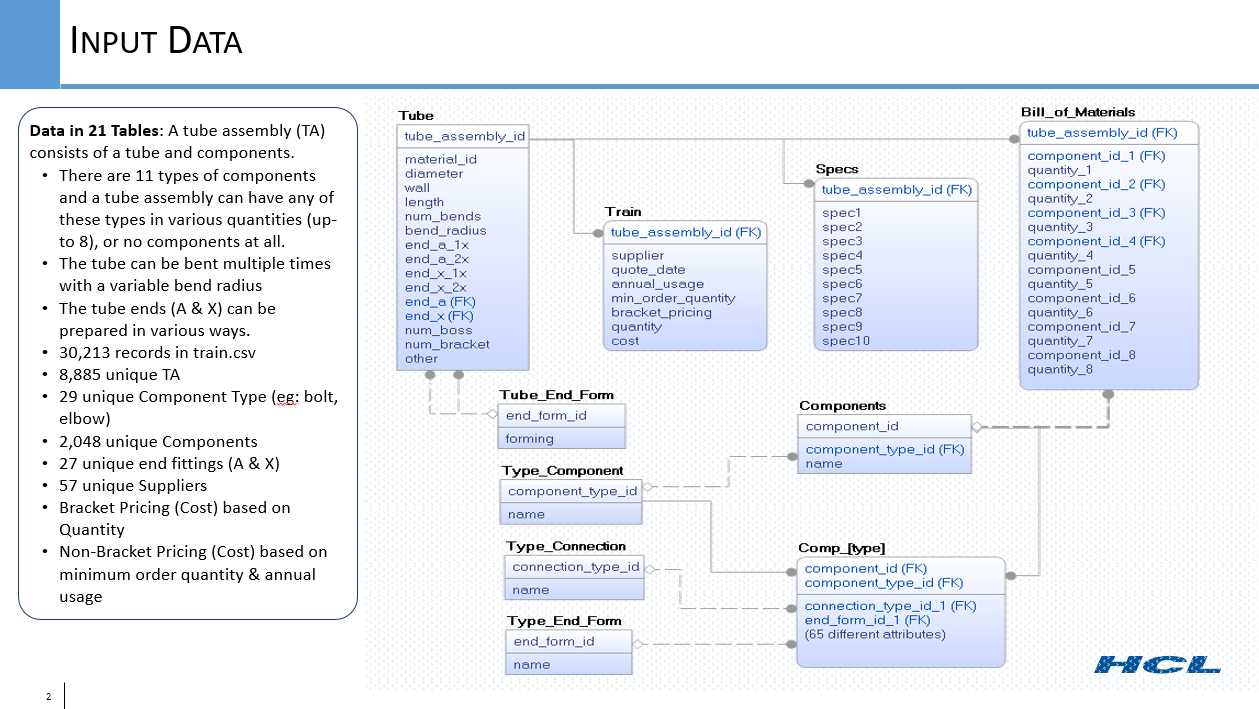 INPUT DATA
Data in 21 Tables: A tube assembly (TA)
consists of a tube and components.
• There are 11 types of components
and a tube assembly can have any of
these types in various quantities (up-
to 8), or no components at all.
• The tube can be bent multiple times
with a variable bend radius
• The tube ends (A & X) can be
prepared in various ways.
• 30,213 records in train.csv
• 8,885 unique TA
• 29 unique Component Type (eg: bolt,
elbow)
• 2,048 unique Components
• 27 unique end fittings (A & X)
• 57 unique Suppliers
• Bracket Pricing (Cost) based on
Quantity
• Non-Bracket Pricing (Cost) based on
minimum order quantity & annual
usage
Tube
tube_assembly_id
material_id
diameter
wall
length
num_bends
bend_radius
end_a_1x
end_a_2x
end_x_1x
end_x_2x
end_a (FK)
end_x (FK)
num_boss
num_bracket
other
Train
tube_assembly_id (FK)
supplier
quote_date
annual_usage
min_order_quantity
bracket_pricing
quantity
cost
Specs
tube_assembly_id (FK)
spec1
spec2
spec3
spec4
spec5
spec6
spec7
spec8
spec9
spec10
Bill_of_Materials
tube_assembly_id (FK)
component_id_1 (FK)
quantity_1
component_id_2 (FK)
quantity_2
component_id_3 (FK)
quantity_3
component_id_4 (FK)
quantity_4
component_id_5
quantity_5
component_id_6
quantity_6
component_id_7
quantity_7
component_id_8
quantity_8
Tube_End_Form
end_form_id
forming
Components
component_id
component_type_id (FK)
name
Type_Component
component_type_id
name
Type_Connection
connection_type_id
name
Type_End_Form
end_form_id
name
Comp_[type]
component_id (FK)
component_type_id (FK)
connection_type_id_1 (FK)
end_form_id_1 (FK)
(65 different attributes)
HCL
2